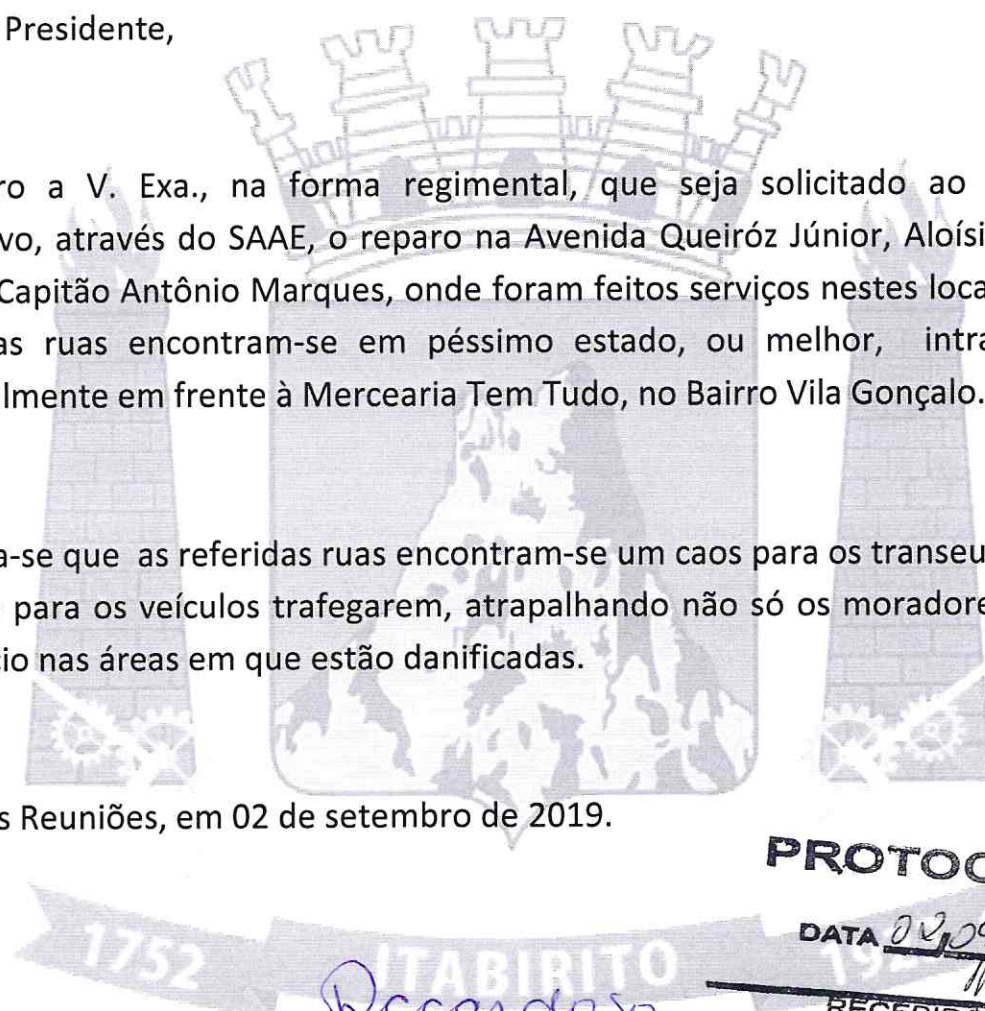 Presidente,
ro a V. Exa., na forma regimental, que seja solicitado ao
vo, através do SAAE, o reparo na Avenida Queiróz Júnior, Aloísi
Capitão Antônio Marques, onde foram feitos serviços nestes loca
as ruas encontram-se em péssimo estado, ou melhor, intra
lmente em frente à Mercearia Tem Tudo, no Bairro Vila Gonçalo.
a-se que as referidas ruas encontram-se um caos para os transeu
para os veículos trafegarem, atrapalhando não só os moradore
cio nas áreas em que estão danificadas.
s Reuniões, em 02 de setembro de 2019.
PROTOC
DATA
1752 ITABIRITO 192